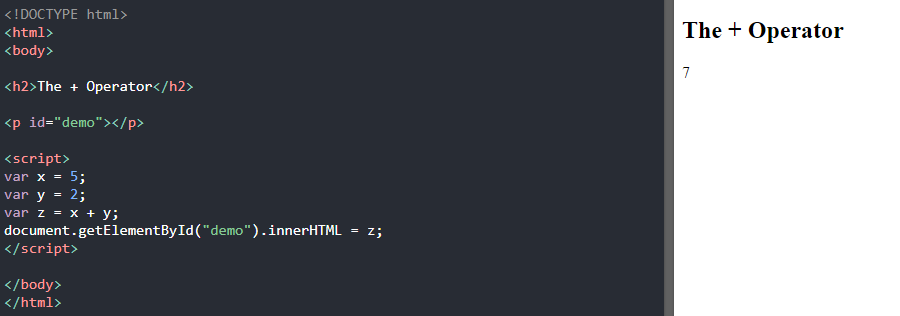 <!DOCTYPE html>
<html>
<body>
<h2>The + Operator</h2>
<p id="demo"></p>
<script>
var x = 5;
var y = 2;
var z = x + y;
document.getElementById("demo").innerHTML = z;
</script>
</body>
</html>
The + Operator
7